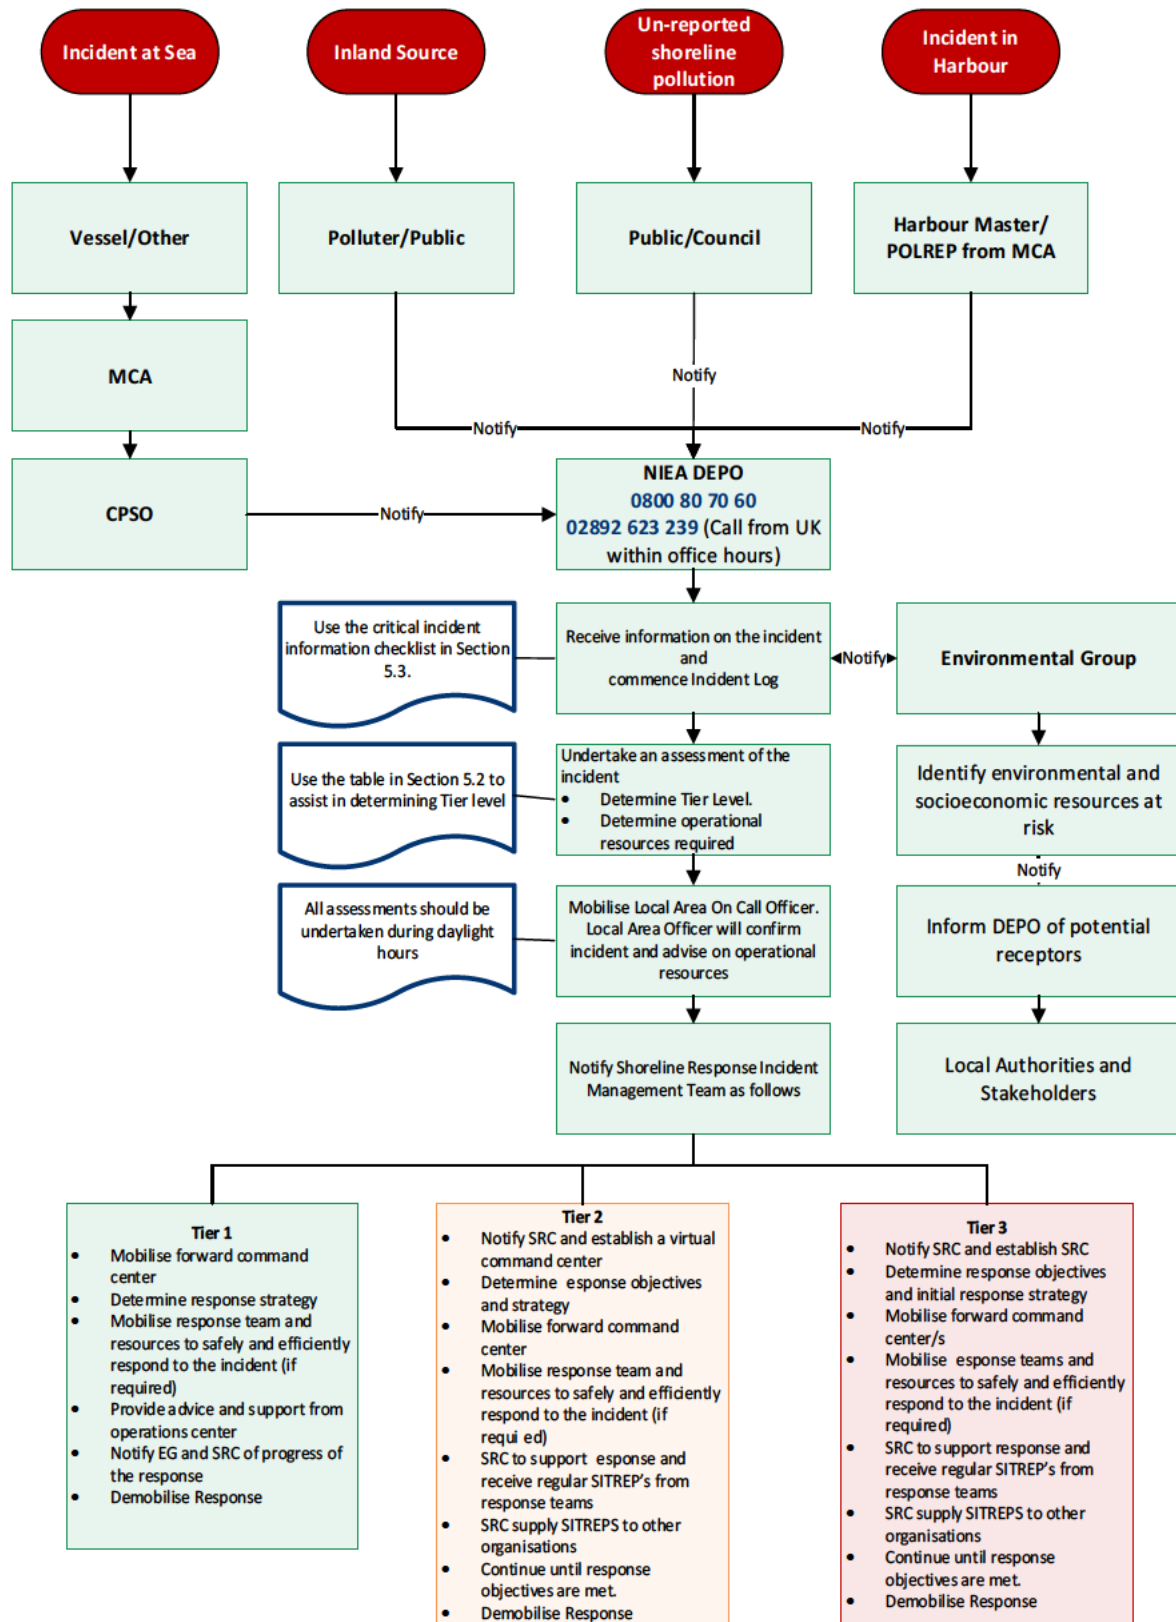 Incident at Sea
Inland Source
Un-reported
shoreline
pollution
Incident in
Harbour
Vessel/Other
Polluter/Public
Public/Council
Harbour Master/
POLREP from MCA
MCA
Notify
Notify
Notify
CPSO
Notify
NIEA DEPO
0800 80 70 60
02892 623 239 (Call from UK
within office hours)
Use the critical incident
information checklist in Section
5.3.
Receive information on the incident
and
commence Incident Log
Notify
Environmental Group
Use the table in Section 5.2 to
assist in determining Tier level
Undertake an assessment of the
incident
• Determine Tier Level.
• Determine operational
resources required
Identify environmental and
socioeconomic resources at
risk
Notify
All assessments should be
undertaken during daylight
hours
Mobilise Local Area On Call Officer.
Local Area Officer will confirm
incident and advise on operational
resources
Inform DEPO of potential
receptors
Notify Shoreline Response Incident
Management Team as follows
Local Authorities and
Stakeholders
Tier 1
• Mobilise forward command
center
• Determine response strategy
• Mobilise response team and
resources to safely and efficiently
respond to the incident (if
required)
• Provide advice and support from
operations center
• Notify EG and SRC of progress of
the response
• Demobilise Response
Tier 2
• Notify SRC and establish a virtual
command center
• Determine esponse objectives
and strategy
• Mobilise forward command
center
• Mobilise response team and
resources to safely and efficiently
respond to the incident (if
requi ed)
• SRC to support esponse and
receive regular SITREP's from
response teams
• SRC supply SITREPS to other
organisations
• Continue until response
objectives are met.
• Demobilise Response
Tier 3
• Notify SRC and establish SRC
• Determine response objectives
and initial response strategy
• Mobilise forward command
center/s
• Mobilise esponse teams and
resources to safely and efficiently
respond to the incident (if
required)
• SRC to support response and
receive regular SITREP's from
response teams
• SRC supply SITREPS to other
organisations
• Continue until response
objectives are met.
• Demobilise Response